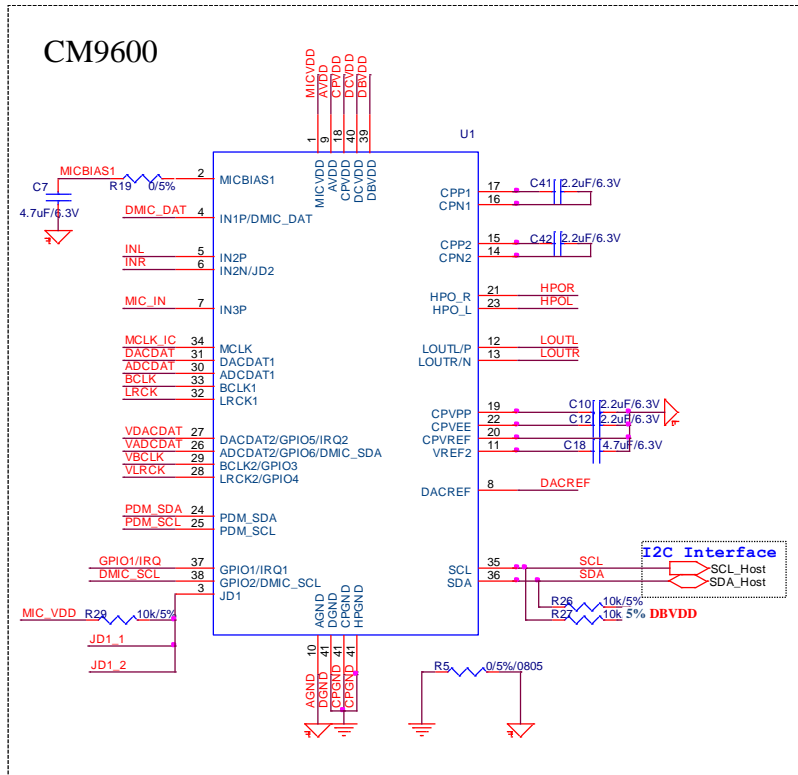 CM9600
MICVDD
AVDD
CPVDD
DCVDD
DBVDD
1
9
18
40
39
U1
MICVDD
AVDD
CPVDD
DCVDD
DBVDD
MICBIAS1
2
MICBIAS1
R19 0/5%
C7
4.7uF/6.3V
DMIC_DAT
4
IN1P/DMIC_DAT
INL
5
IN2P
INR
6
IN2N/JD2
MIC_IN
7
IN3P
MCLK_IC
34
MCLK
DACDAT
31
DACDAT1
ADCDAT
30
ADCDAT1
BCLK
33
BCLK1
LRCK
32
LRCK1
VDACDAT
27
DACDAT2/GPIO5/IRQ2
VADCDAT
26
ADCDAT2/GPIO6/DMIC_SDA
VBCLK
29
BCLK2/GPIO3
VLRCK
28
LRCK2/GPIO4
PDM_SDA
24
PDM_SDA
PDM_SCL
25
PDM_SCL
GPIO1/IRQ
37
GPIO1/IRQ1
DMIC_SCL
38
GPIO2/DMIC_SCL
3
JD1
MIC_VDD
R29 10k/5%
JD1_1
JD1_2
CPP1
17
C41 2.2uF/6.3V
CPN1
16
CPP2
15
C42 2.2uF/6.3V
CPN2
14
HPO_R
21
HPOR
HPO_L
23
HPOL
LOUTL/P
12
LOUTL
LOUTR/N
13
LOUTR
CPVPP
19
C10 2.2uF/6.3V
CPVEE
22
C12 2.2uF/6.3V
CPVREF
20
VREF2
11
C18 4.7uF/6.3V
DACREF
8
DACREF
I2C Interface
SCL
35
SCL
SCL_Host
SDA
36
SDA
SDA_Host
R26 10k/5%
R27 10k 5% DBVDD
AGND
DGND
CPGND
HPGND
10
41
41
41
AGND
DGND
CPGND
CPGND
R5 0/5%/0805